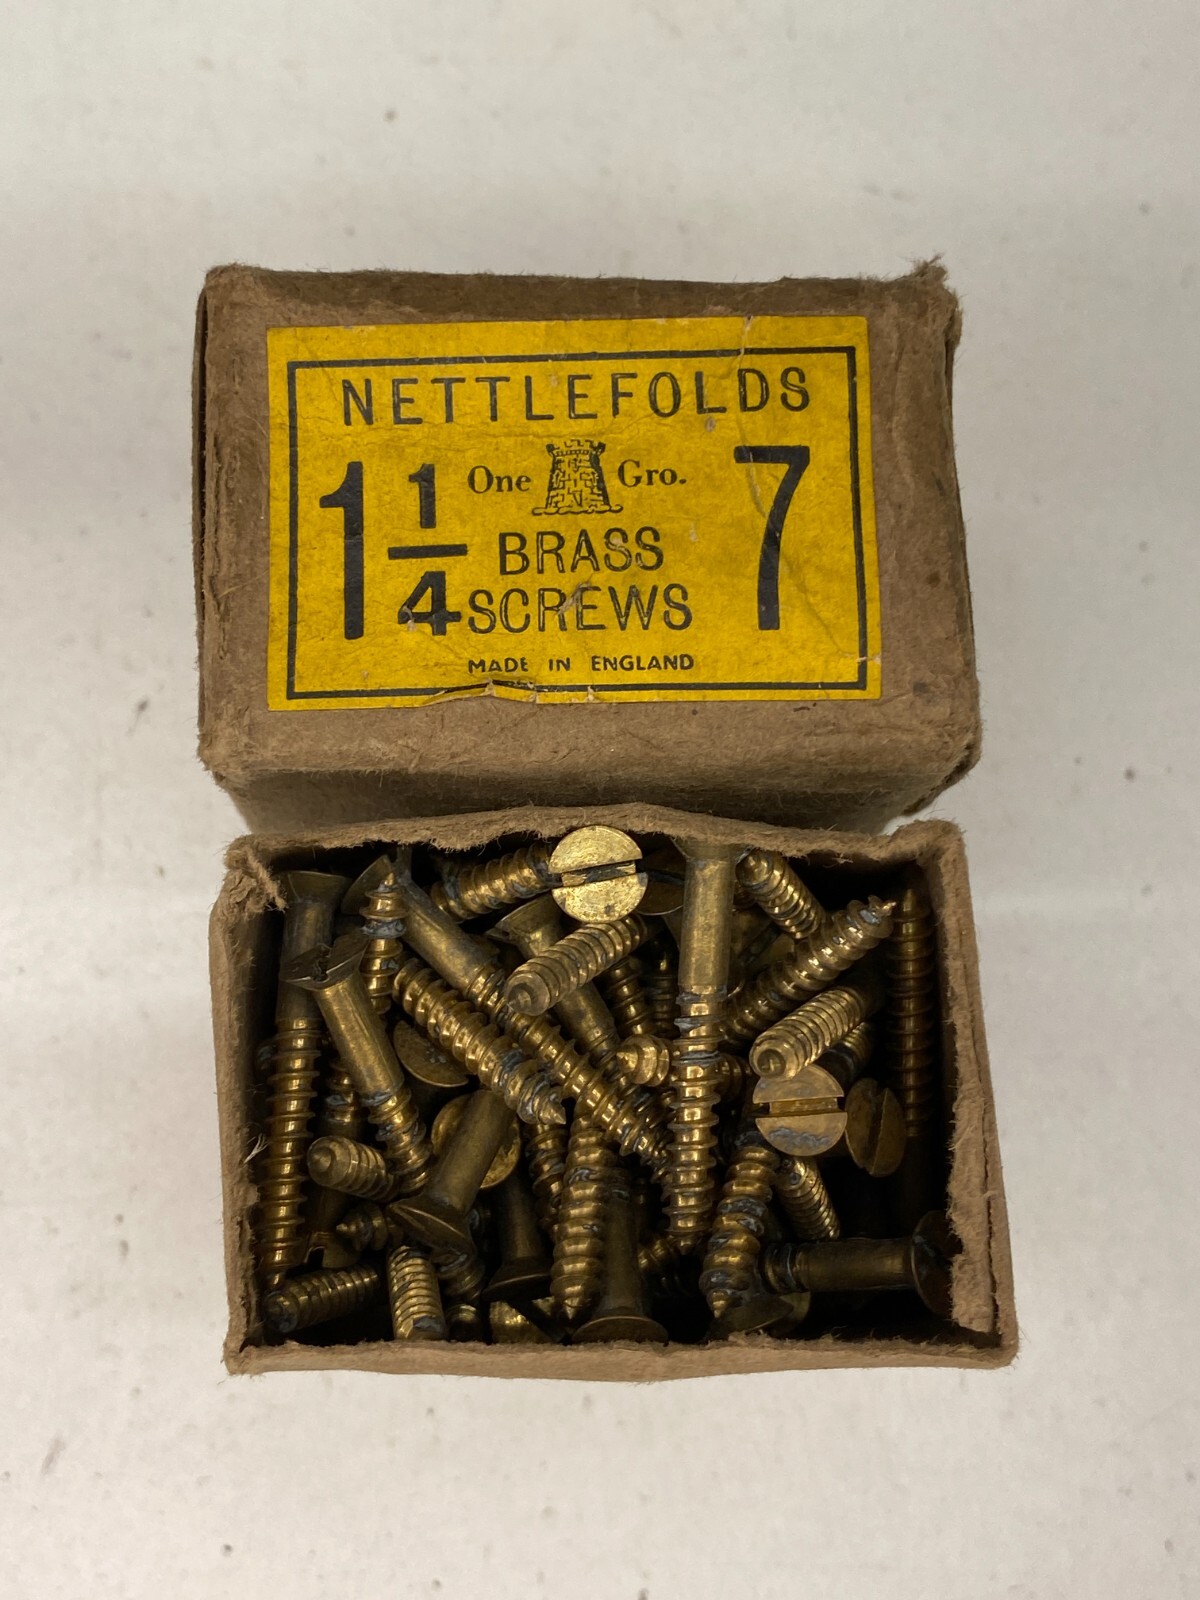 NETTLEFOLDS
1 1/4 One Gro. 7
BRASS
SCREWS
MADE IN ENGLAND